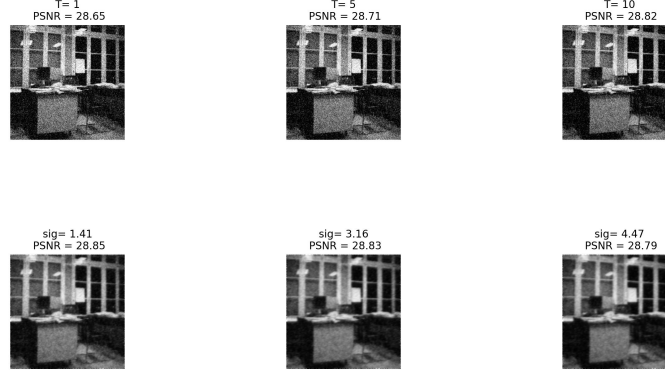 T= 1
PSNR = 28.65
T= 5
PSNR = 28.71
T= 10
PSNR = 28.82
sig= 1.41
PSNR = 28.85
sig= 3.16
PSNR = 28.83
sig= 4.47
PSNR = 28.79